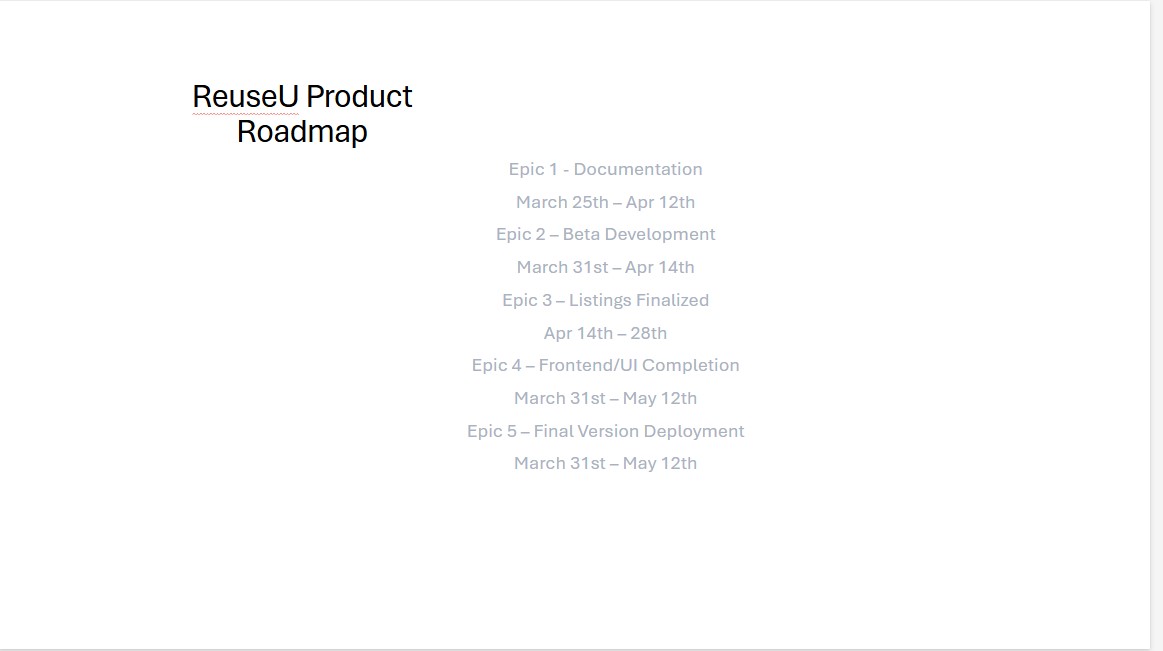 ReuseU Product
Roadmap
Epic 1 - Documentation
March 25th – Apr 12th
Epic 2 – Beta Development
March 31st – Apr 14th
Epic 3 – Listings Finalized
Apr 14th – 28th
Epic 4 – Frontend/UI Completion
March 31st – May 12th
Epic 5 – Final Version Deployment
March 31st – May 12th